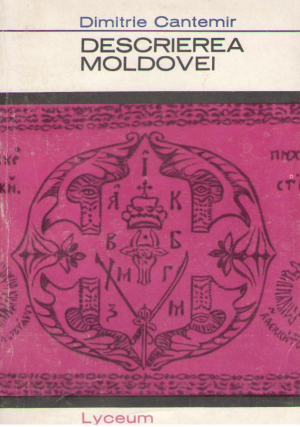 Dimitrie Cantemir
DESCRIEREA
MOLDOVEI
І
Ѧ К
В Б
И М Г
З М
Lyceum